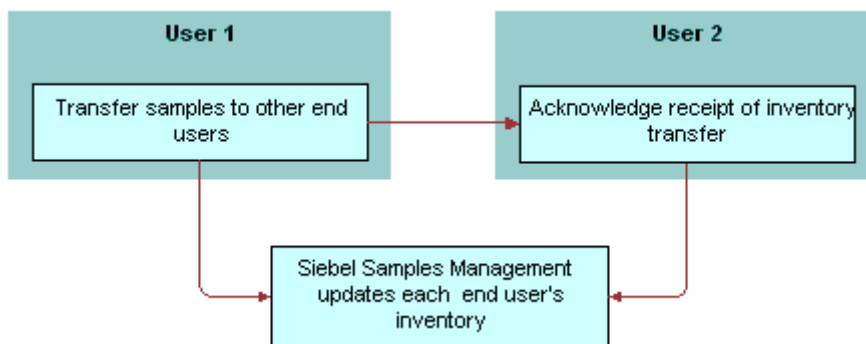 User 1
User 2
Transfer samples to other end
users
Acknowledge receipt of inventory
transfer
Siebel Samples Management
updates each end user's
inventory